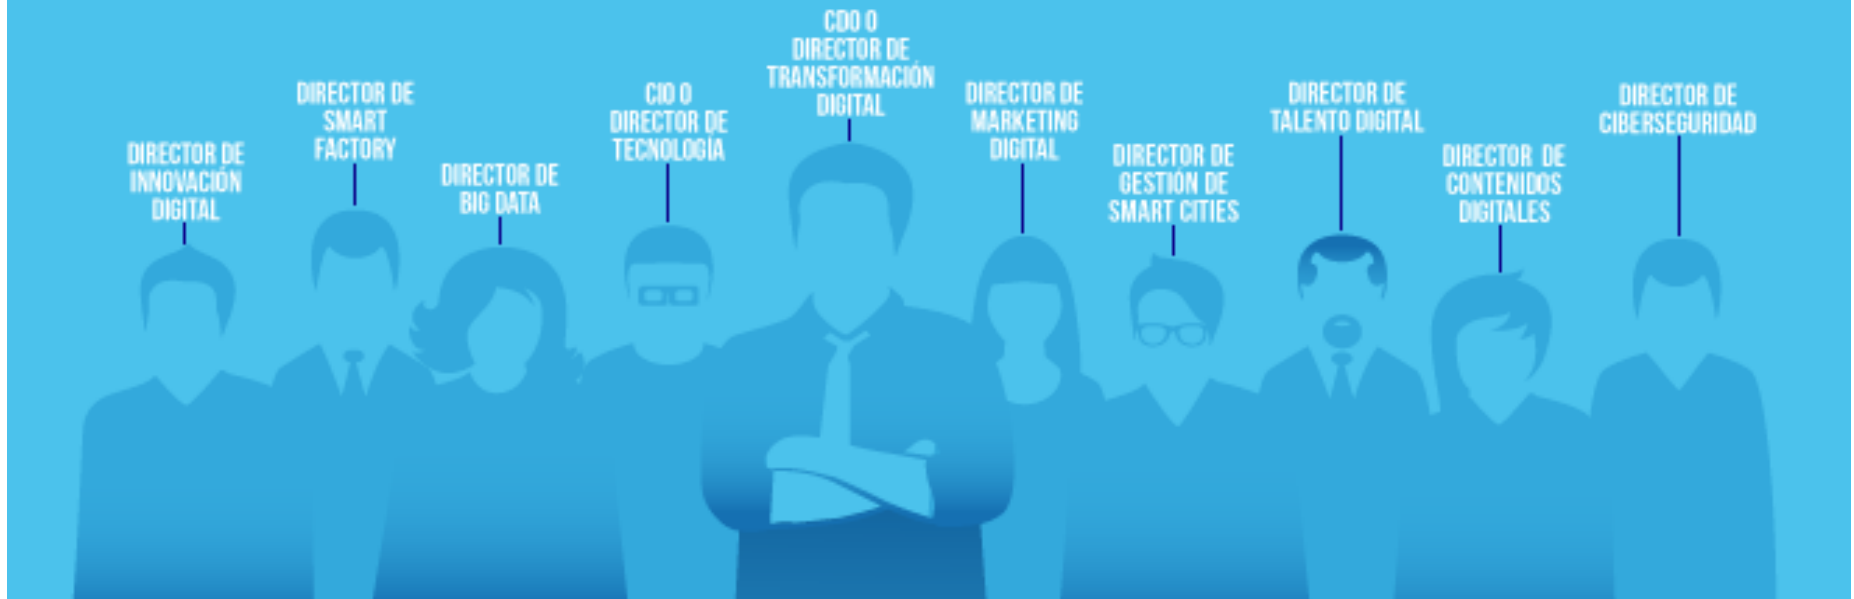 DIRECTOR DE
INNOVACIÓN
DIGITAL
DIRECTOR DE
SMART
FACTORY
DIRECTOR DE
BIG DATA
CIO O
DIRECTOR DE
TECNOLOGÍA
CDO O
DIRECTOR DE
TRANSFORMACIÓN
DIGITAL
DIRECTOR DE
MARKETING
DIGITAL
DIRECTOR DE
GESTIÓN DE
SMART CITIES
DIRECTOR DE
TALENTO DIGITAL
DIRECTOR DE
CONTENIDOS
DIGITALES
DIRECTOR DE
CIBERSEGURIDAD